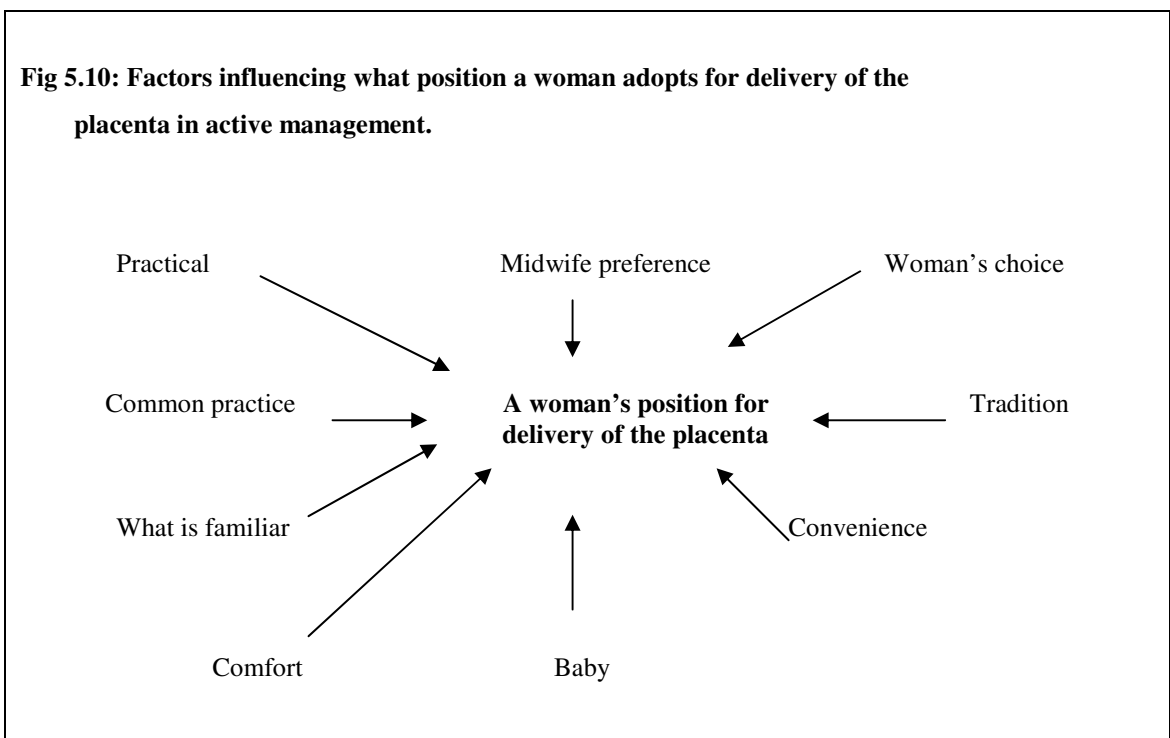 Fig 5.10: Factors influencing what position a woman adopts for delivery of the
placenta in active management.
Practical
Midwife preference
Woman’s choice
Common practice
A woman’s position for
delivery of the placenta
Tradition
What is familiar
Convenience
Comfort
Baby